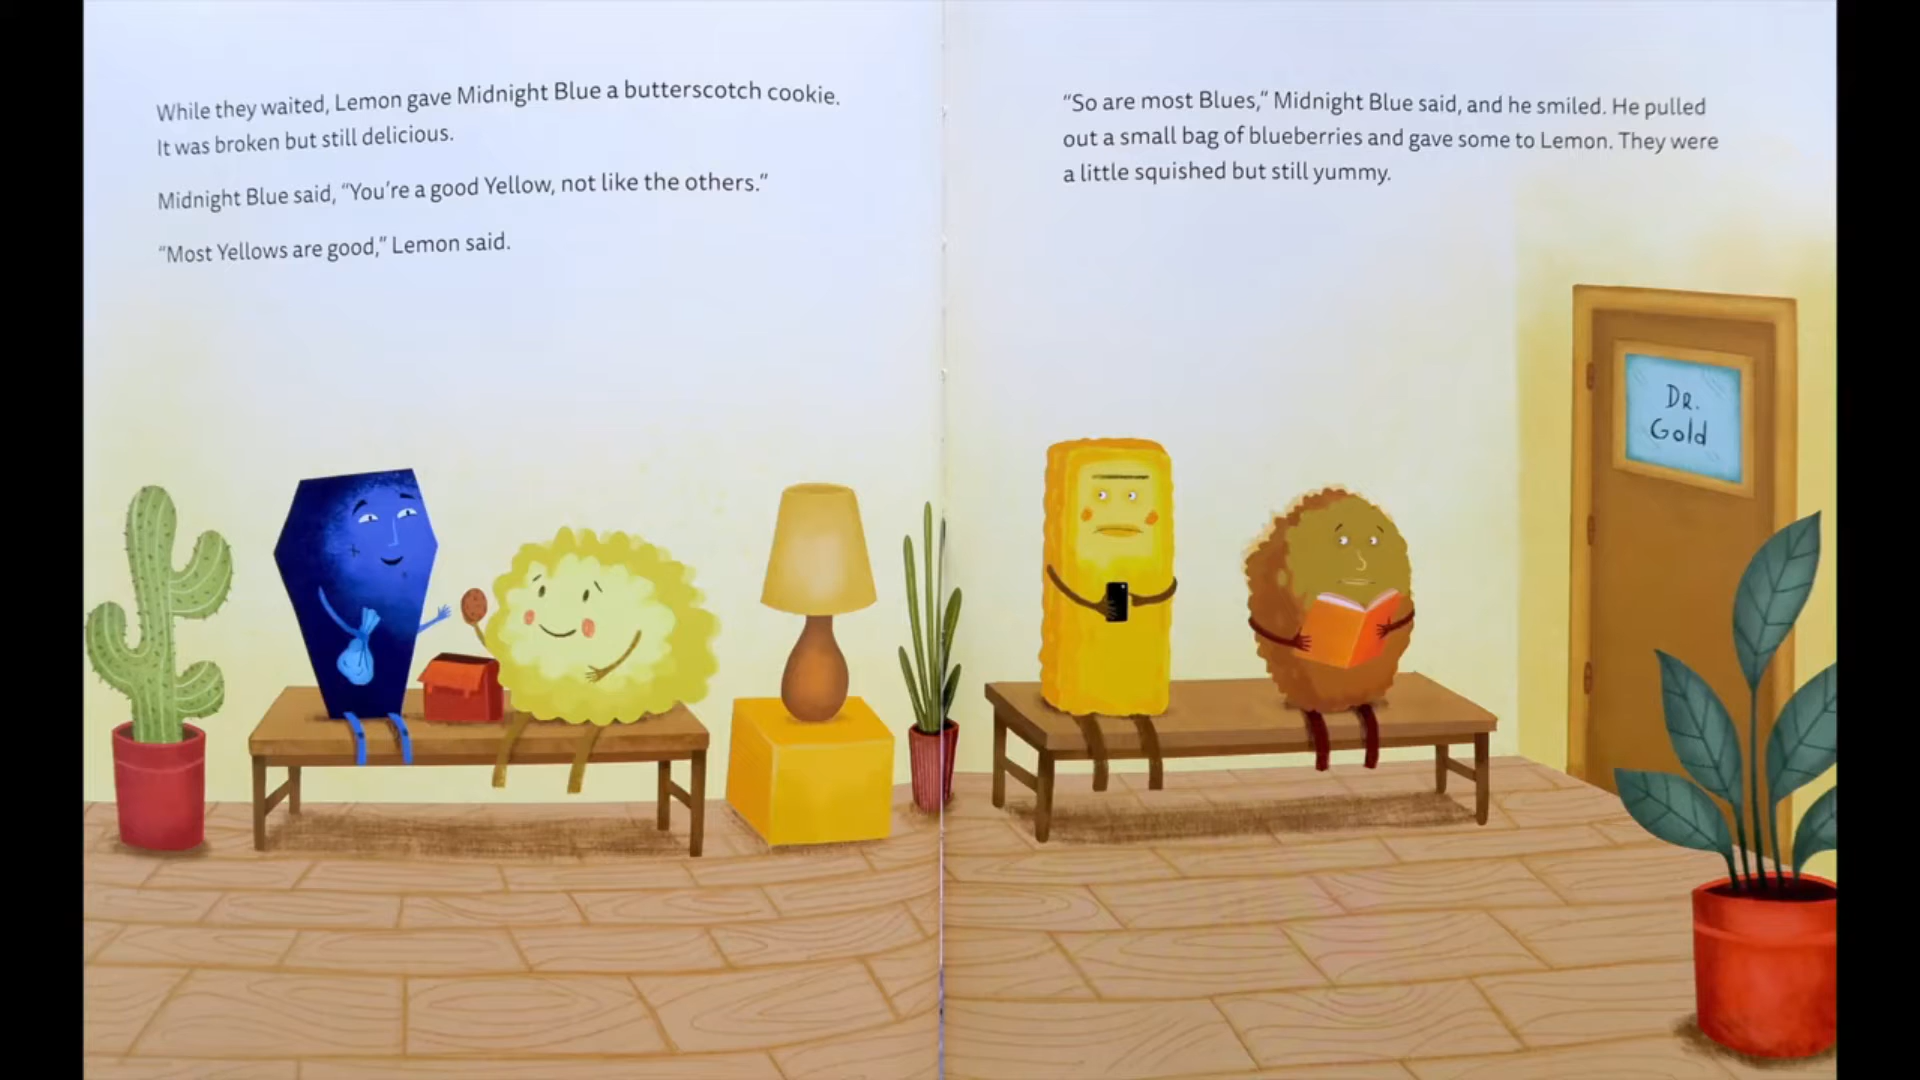 While they waited, Lemon gave Midnight Blue a butterscotch cookie.
It was broken but still delicious.
Midnight Blue said, “You’re a good Yellow, not like the others.”
“Most Yellows are good,” Lemon said.
“So are most Blues,” Midnight Blue said, and he smiled. He pulled
out a small bag of blueberries and gave some to Lemon. They were
a little squished but still yummy.
DR.
Gold